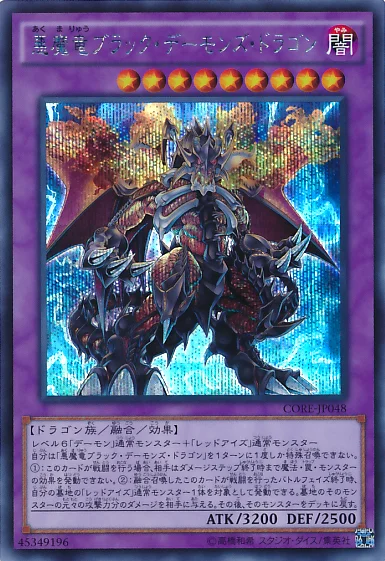 あく ま りゅう
悪魔竜ブラック・デーモンズ・ドラゴン
やみ
闇
CORE-JP048
【ドラゴン族／融合／効果】
レベル６「デーモン」通常モンスター＋「レッドアイズ」通常モンスター
自分は「悪魔竜ブラック・デーモンズ・ドラゴン」を１ターンに１度しか特殊召喚できない。
①：このカードが戦闘を行う場合、相手はダメージステップ終了時まで魔法・罠・モンスター
の効果を発動できない。②：融合召喚したこのカードが戦闘を行ったバトルフェイズ終了時、
自分の墓地の「レッドアイズ」通常モンスター１体を対象として発動できる。墓地のそのモン
スターの元々の攻撃力分のダメージを相手に与える。その後、そのモンスターをデッキに戻す。
ATK/3200 DEF/2500
45349196
©高橋和希 スタジオ・ダイス／集英社